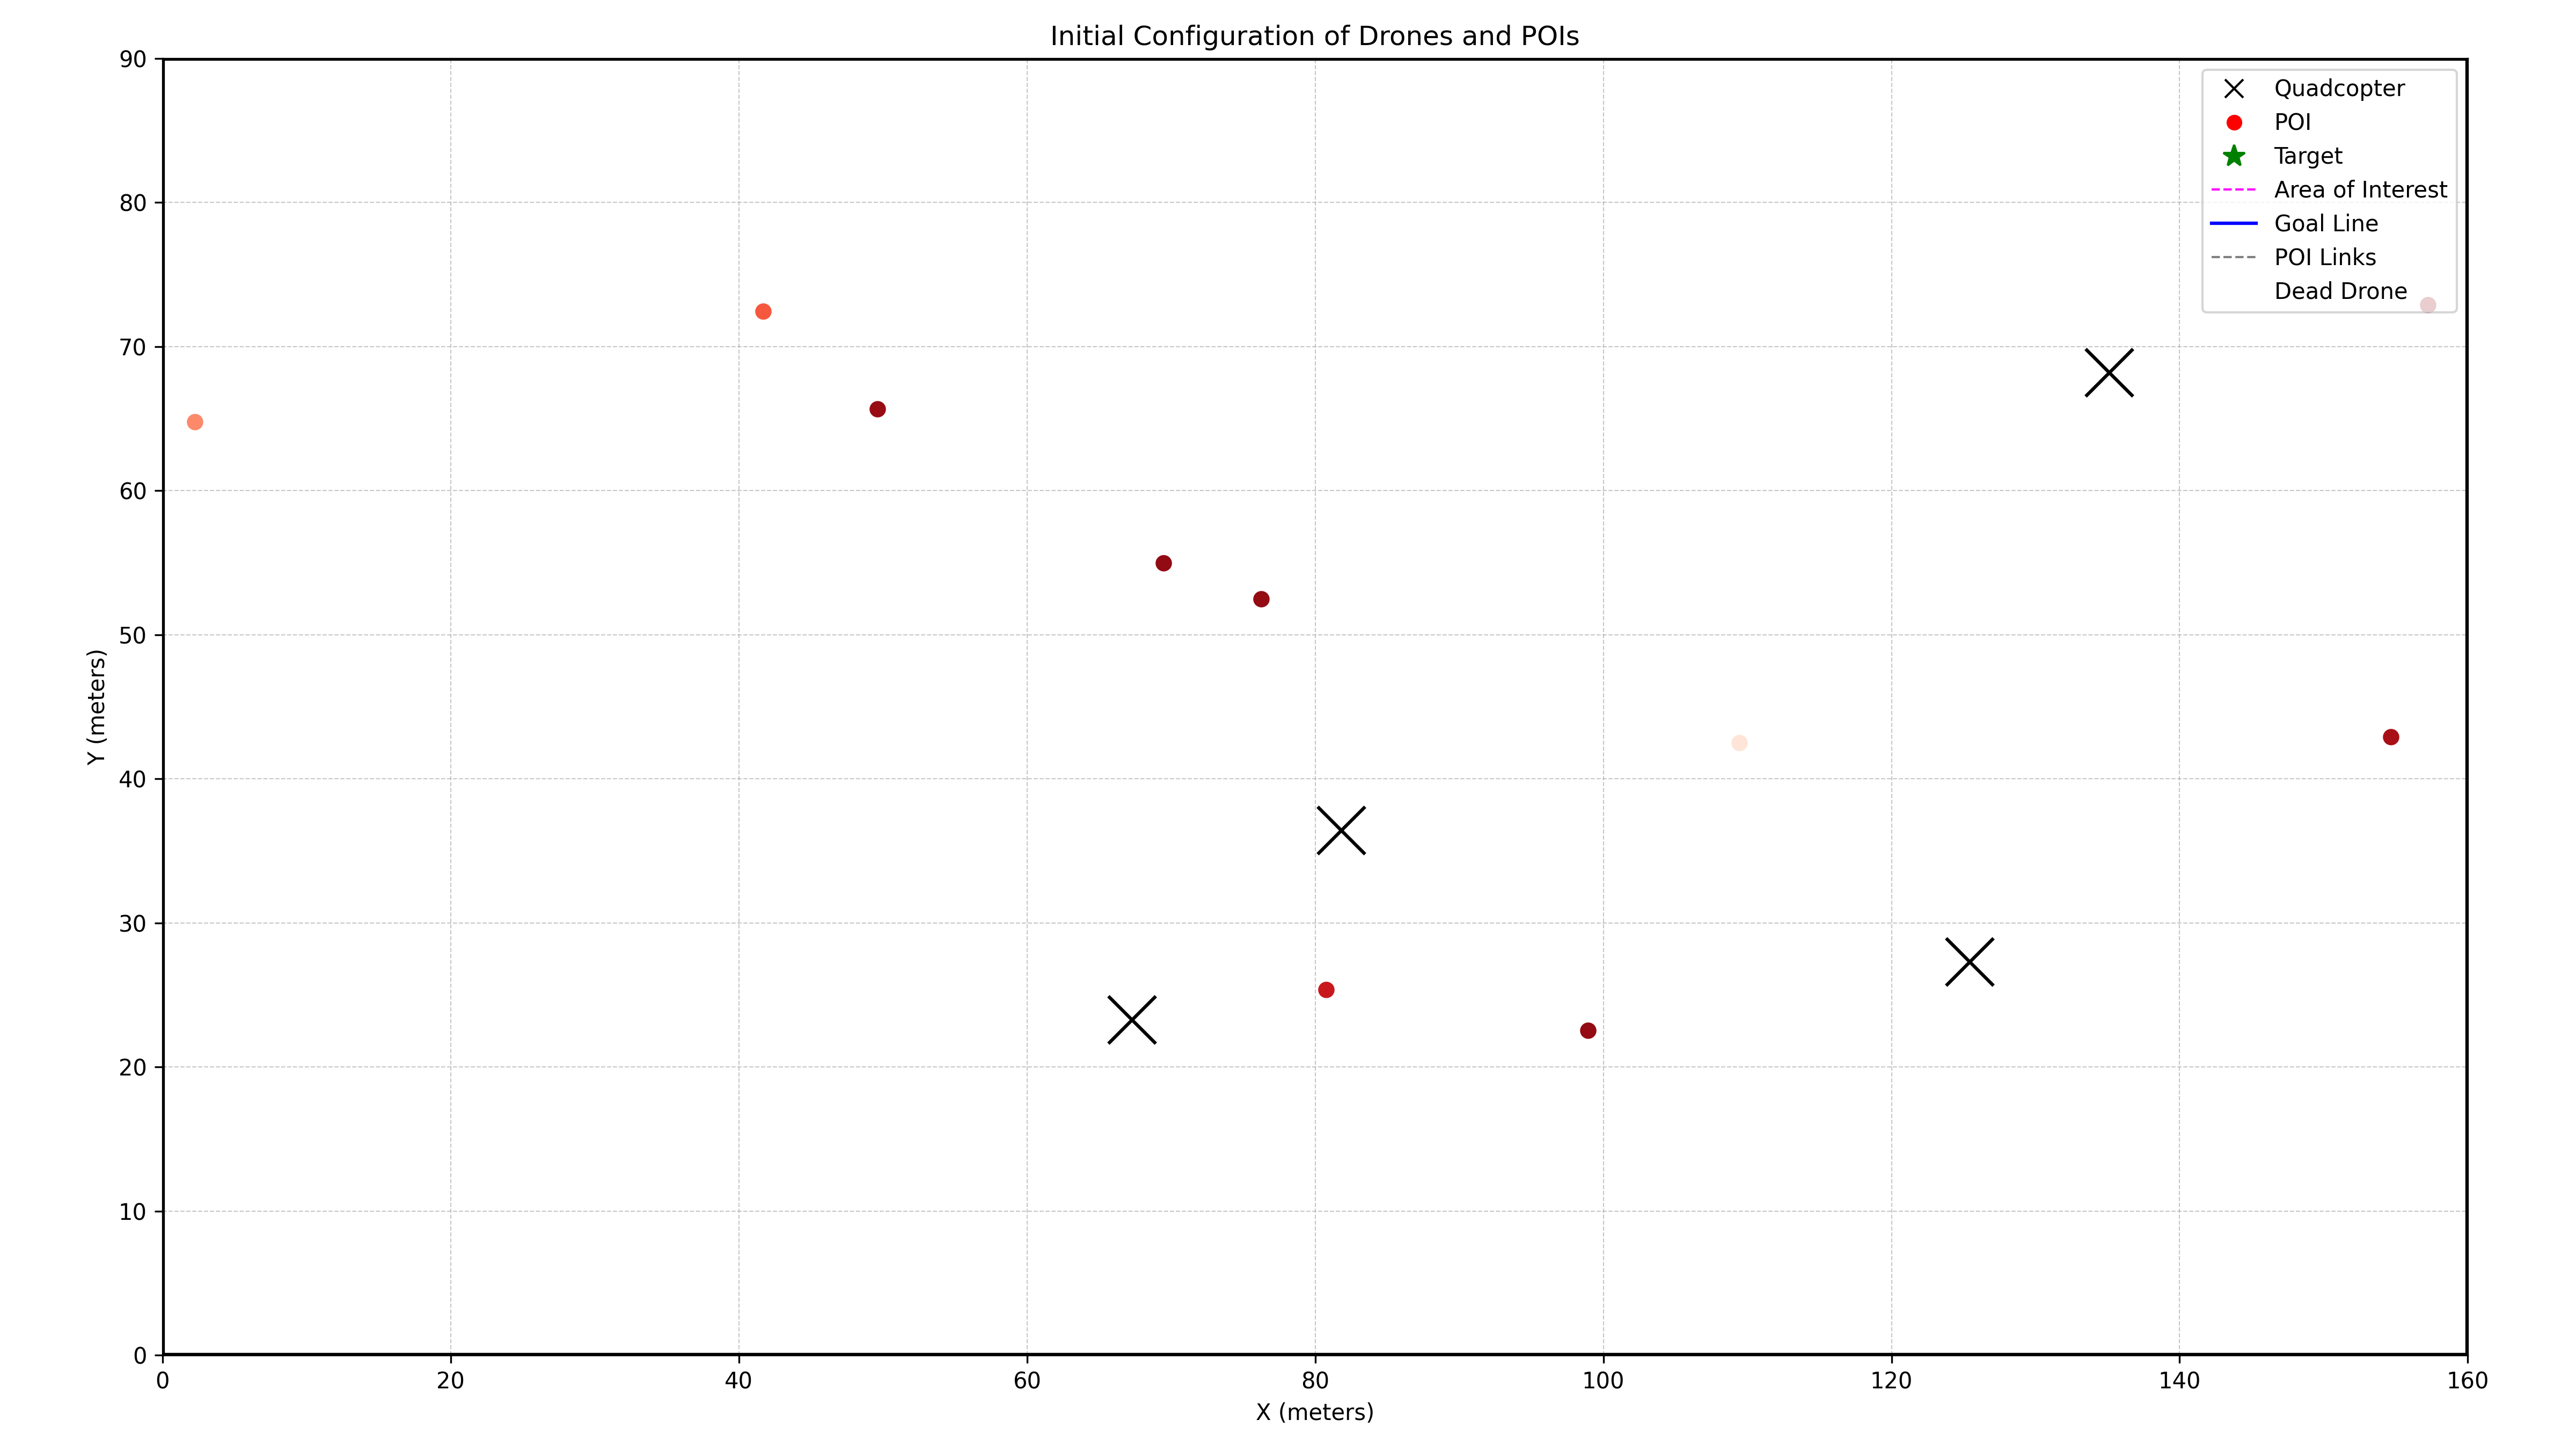 Initial Configuration of Drones and POIs
90
80
70
60
50
40
30
20
10
0
Y (meters)
0 20 40 60 80 100 120 140 160
X (meters)
Quadcopter
POI
Target
Area of Interest
Goal Line
POI Links
Dead Drone